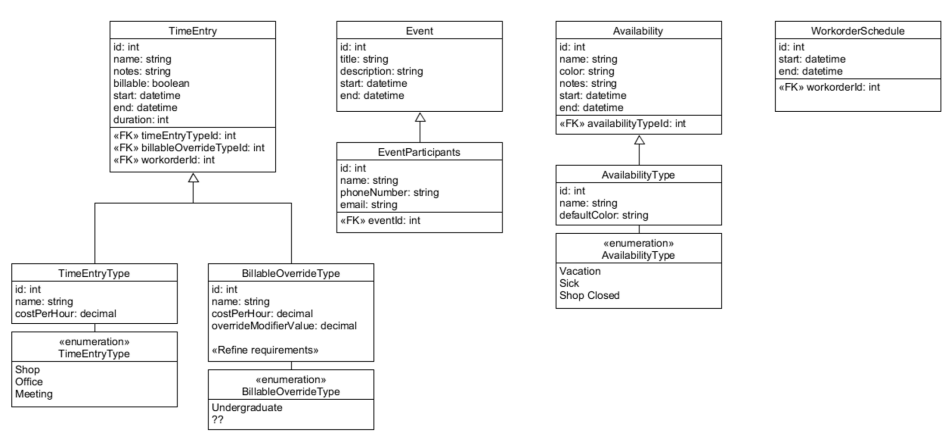 TimeEntry
id: int
name: string
notes: string
billable: boolean
start: datetime
end: datetime
duration: int
«FK» timeEntryTypeId: int
«FK» billableOverrideTypeId: int
«FK» workorderId: int
Event
id: int
title: string
description: string
start: datetime
end: datetime
Availability
id: int
name: string
color: string
notes: string
start: datetime
end: datetime
«FK» availabilityTypeId: int
WorkorderSchedule
id: int
start: datetime
end: datetime
«FK» workorderId: int
EventParticipants
id: int
name: string
phoneNumber: string
email: string
«FK» eventId: int
AvailabilityType
id: int
name: string
defaultColor: string
«enumeration»
AvailabilityType
Vacation
Sick
Shop Closed
TimeEntryType
id: int
name: string
costPerHour: decimal
«enumeration»
TimeEntryType
Shop
Office
Meeting
BillableOverrideType
id: int
name: string
costPerHour: decimal
overrideModifierValue: decimal
«Refine requirements»
«enumeration»
BillableOverrideType
Undergraduate
??